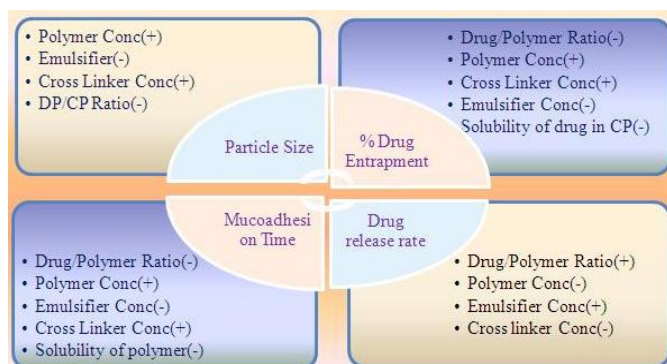 Polymer Conc(+)
Emulsifier(-)
Cross Linker Conc(+)
DP/CP Ratio(-)
Drug/Polymer Ratio(-)
Polymer Conc(+)
Cross Linker Conc(+)
Emulsifier Conc(-)
Solubility of drug in CP(-)
Particle Size
% Drug
Entrapment
Mucoadhesi
on Time
Drug
release rate
Drug/Polymer Ratio(-)
Polymer Conc(+)
Emulsifier Conc(-)
Cross Linker Conc(+)
Solubility of polymer(-)
Drug/Polymer Ratio(+)
Polymer Conc(-)
Emulsifier Conc(+)
Cross linker Conc(-)